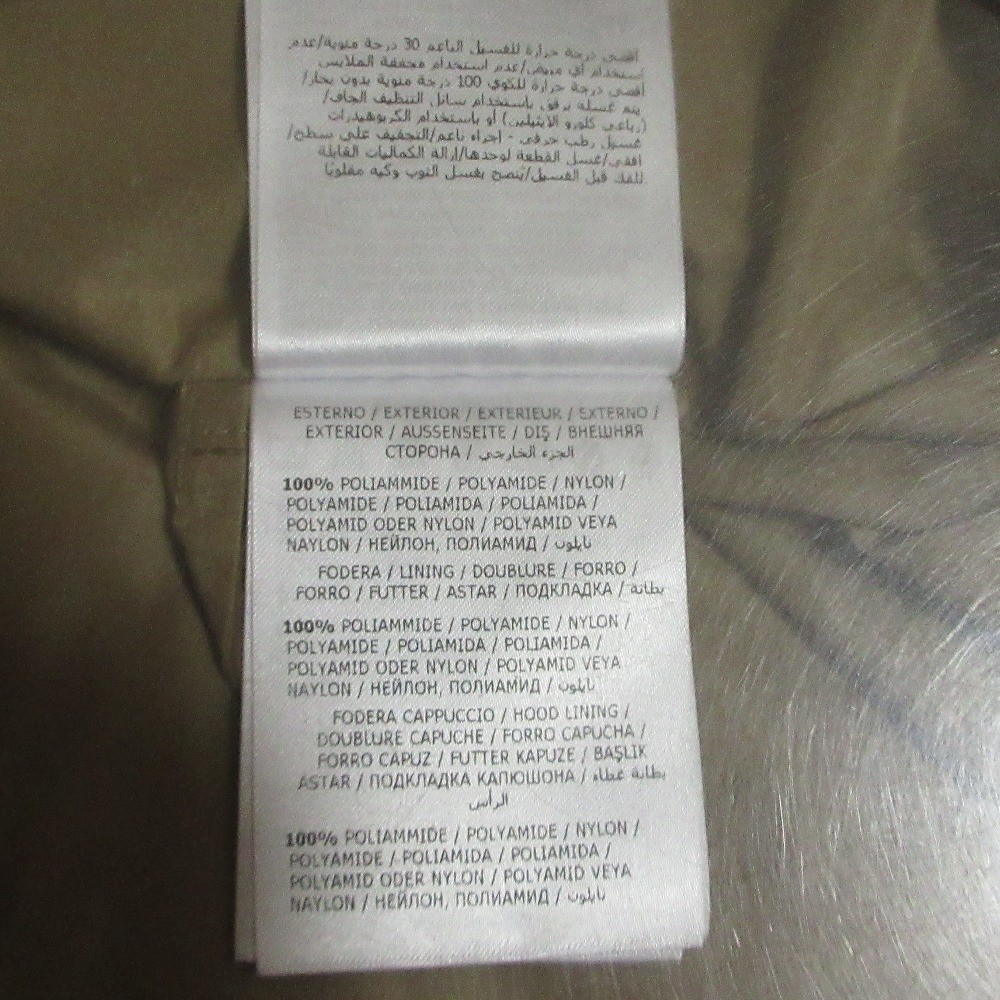 أقصى درجة حرارة للغسيل الناعم 30 درجة مئوية/عدم
استخدام أي مبيض/عدم استخدام مجففة الملابس
أقصى درجة حرارة للكوي 100 درجة مئوية بدون بخار/
يتم غسله برفق باستخدام سائل التنظيف الجاف/
(رباعي كلورو الايثيلين) أو باستخدام الكربوهيدرات
غسيل رطب حرفي - اجراء ناعم/التجفيف على سطح/
افقي/غسل القطعة لوحدها/إزالة الكماليات القابلة
للفك قبل الغسيل/يُنصح بغسل الثوب وكيه مقلوبًا
ESTERNO / EXTERIOR / EXTERIEUR / EXTERNO /
EXTERIOR / AUSSENSEITE / DIŞ / ВНЕШНЯЯ
СТОРОНА / الجزء الخارجي
100% POLIAMMIDE / POLYAMIDE / NYLON /
POLYAMIDE / POLIAMIDA / POLIAMIDA /
POLYAMID ODER NYLON / POLYAMID VEYA
NAYLON / НЕЙЛОН, ПОЛИАМИД / نايلون
FODERA / LINING / DOUBLURE / FORRO /
FORRO / FUTTER / ASTAR / ПОДКЛАДКА / بطانة
100% POLIAMMIDE / POLYAMIDE / NYLON /
POLYAMIDE / POLIAMIDA / POLIAMIDA /
POLYAMID ODER NYLON / POLYAMID VEYA
NAYLON / НЕЙЛОН, ПОЛИАМИД / نايلون
FODERA CAPPUCCIO / HOOD LINING /
DOUBLURE CAPUCHE / FORRO CAPUCHA /
FORRO CAPUZ / FUTTER KAPUZE / BAŞLIK
ASTAR / ПОДКЛАДКА КАПЮШОНА / بطانة غطاء
الرأس
100% POLIAMMIDE / POLYAMIDE / NYLON /
POLYAMIDE / POLIAMIDA / POLIAMIDA /
POLYAMID ODER NYLON / POLYAMID VEYA
NAYLON / НЕЙЛОН, ПОЛИАМИД / نايلون